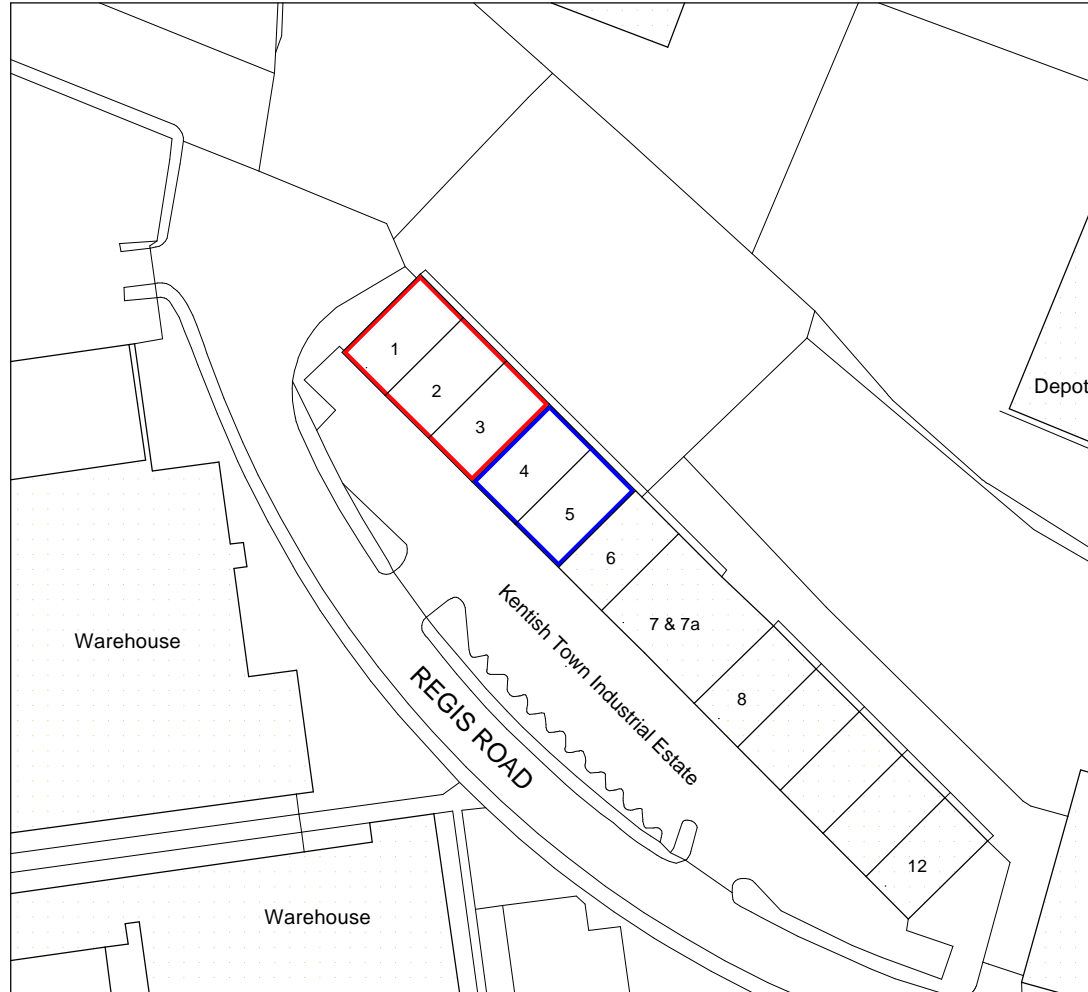 1
2
3
Depot
4
5
6
7 & 7a
Kentish Town Industrial Estate
Warehouse
REGIS ROAD
8
12
Warehouse